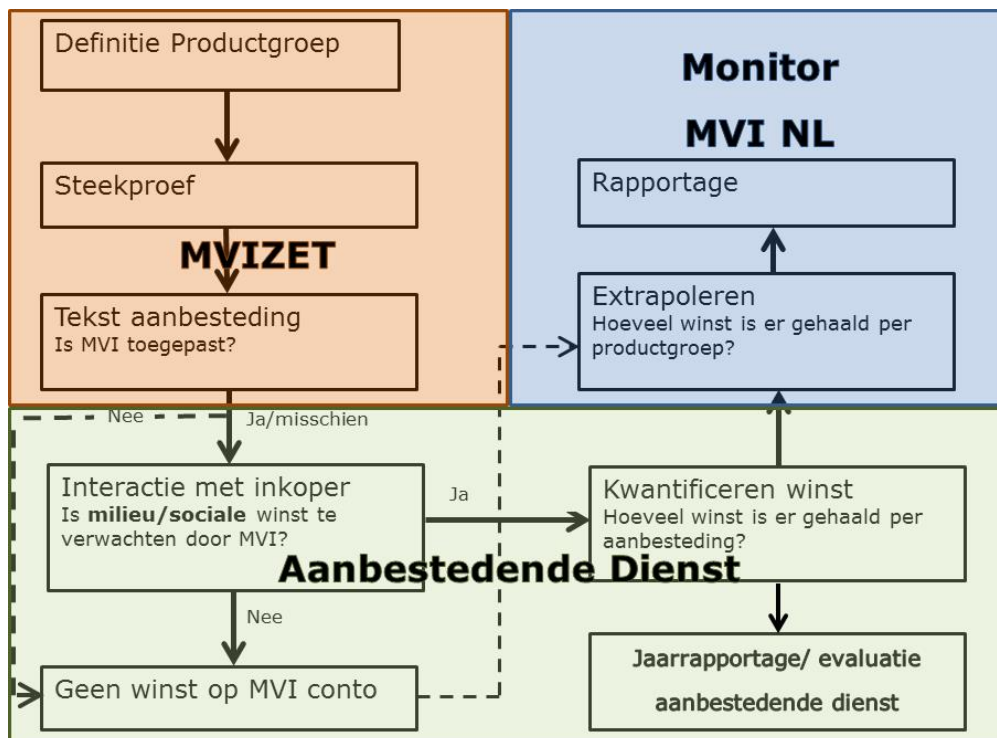 Definitie Productgroep
Steekproef
MVIZET
Tekst aanbesteding
Is MVI toegepast?
Monitor
MVI NL
Rapportage
Extrapoleren
Hoeveel winst is er gehaald per
productgroep?
Nee
Ja/misschien
Interactie met inkoper
Is milieu/sociale winst te
verwachten door MVI?
Ja
Kwantificeren winst
Hoeveel winst is er gehaald per
aanbesteding?
Aanbestedende Dienst
Nee
Geen winst op MVI conto
Jaarrapportage/ evaluatie
aanbestedende dienst